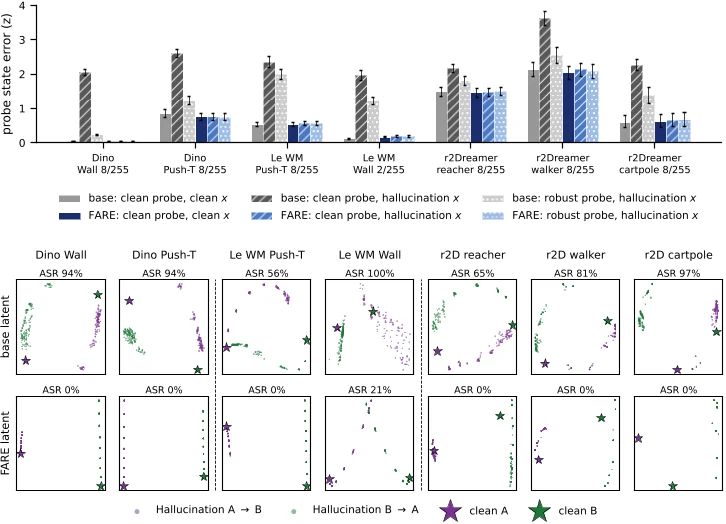 4
3
2
1
0
probe state error (z)
Dino
Wall 8/255
Dino
Push-T 8/255
Le WM
Push-T 8/255
Le WM
Wall 2/255
r2Dreamer
reacher 8/255
r2Dreamer
walker 8/255
r2Dreamer
cartpole 8/255
base: clean probe, clean x
base: clean probe, hallucination x
base: robust probe, hallucination x
FARE: clean probe, clean x
FARE: clean probe, hallucination x
FARE: robust probe, hallucination x
Dino Wall
Dino Push-T
Le WM Push-T
Le WM Wall
r2D reacher
r2D walker
r2D cartpole
ASR 94%
ASR 94%
ASR 56%
ASR 100%
ASR 65%
ASR 81%
ASR 97%
base latent
ASR 0%
ASR 0%
ASR 0%
ASR 21%
ASR 0%
ASR 0%
ASR 0%
FARE latent
Hallucination A → B
Hallucination B → A
clean A
clean B